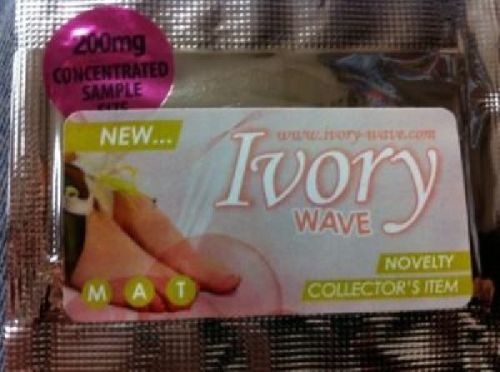 200mg
CONCENTRATED
SAMPLE
SIZE
NEW...
www.ivory-wave.com
Ivory
WAVE
NOVELTY
COLLECTOR'S ITEM
M A T